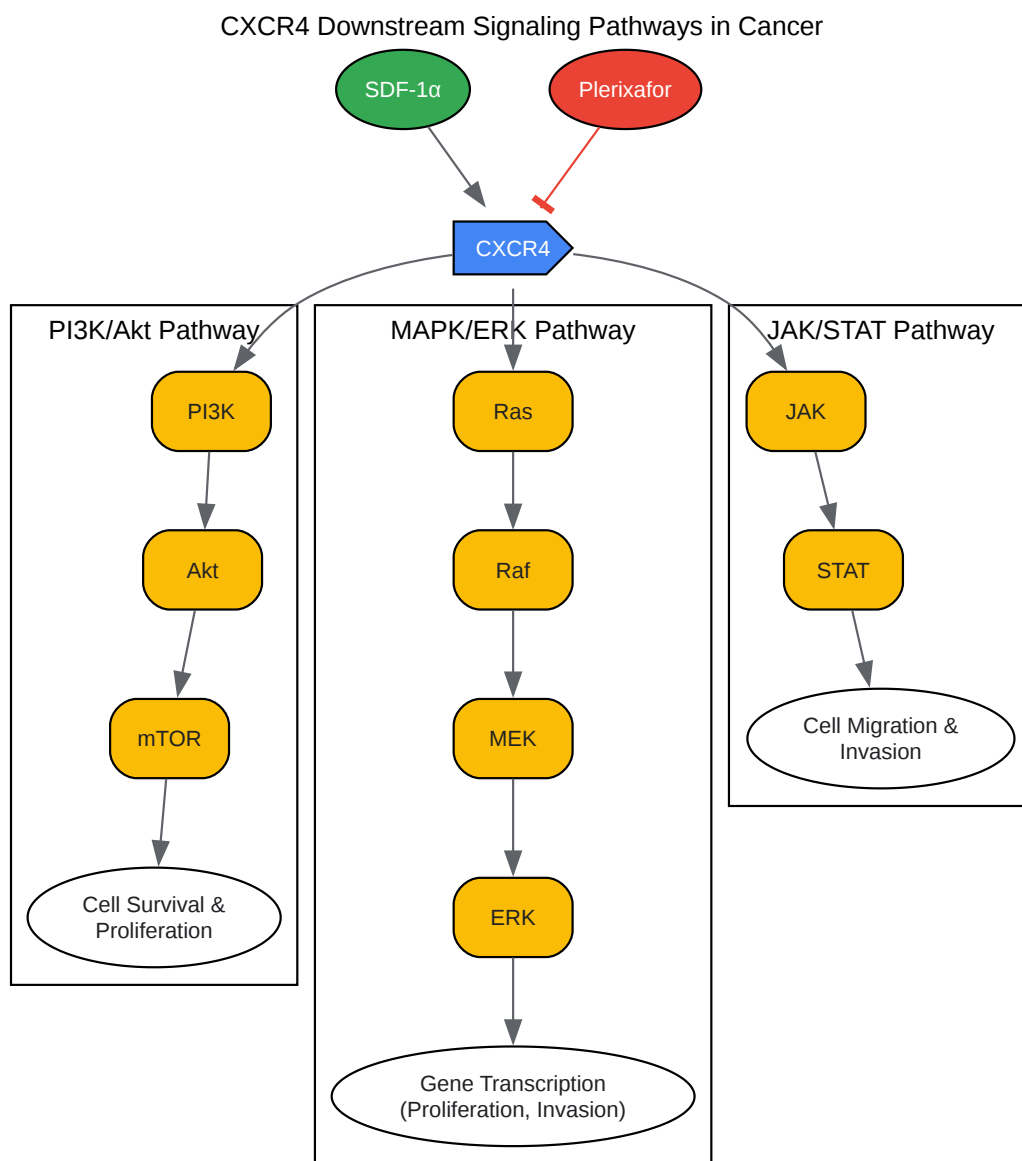 CXCR4 Downstream Signaling Pathways in Cancer
SDF-1α
Plerixafor
CXCR4
PI3K/Akt Pathway
PI3K
Akt
mTOR
Cell Survival &
Proliferation
MAPK/ERK Pathway
Ras
Raf
MEK
ERK
Gene Transcription
(Proliferation, Invasion)
JAK/STAT Pathway
JAK
STAT
Cell Migration &
Invasion